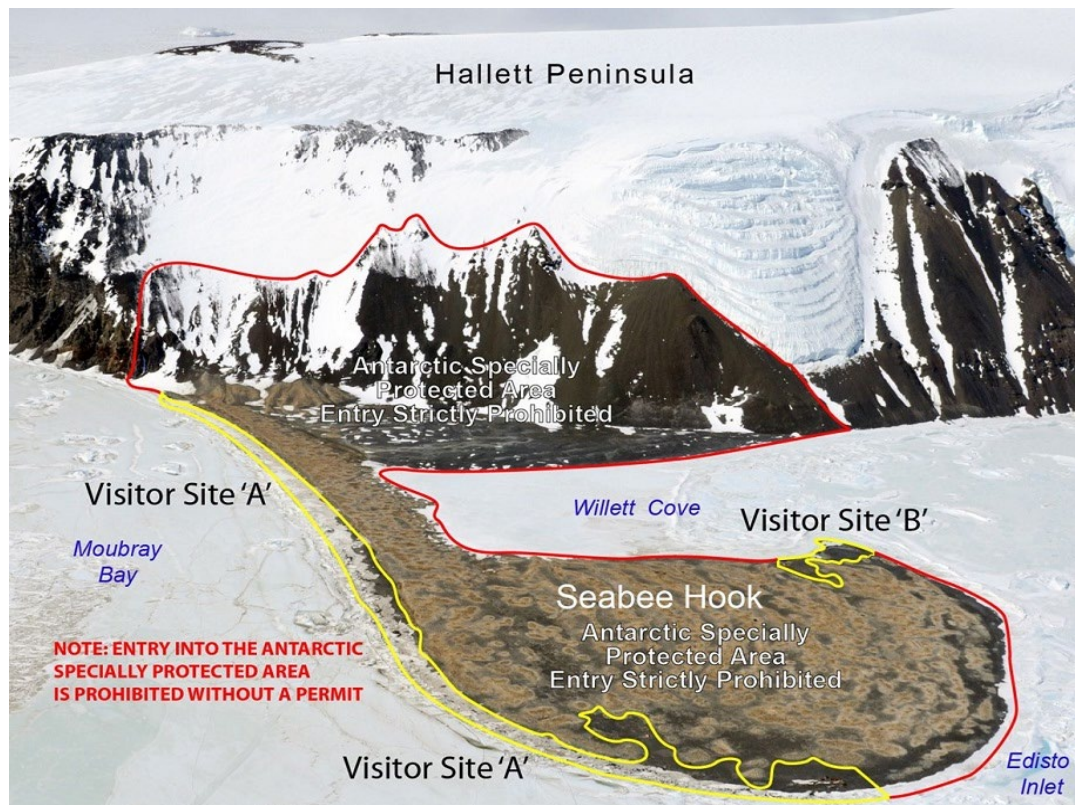 Hallett Peninsula
Antarctic Specially
Protected Area
Entry Strictly Prohibited
Visitor Site ‘A’
Willett Cove
Visitor Site ‘B’
Moubray
Bay
Seabee Hook
Antarctic Specially
Protected Area
Entry Strictly Prohibited
NOTE: ENTRY INTO THE ANTARCTIC
SPECIALLY PROTECTED AREA
IS PROHIBITED WITHOUT A PERMIT
Visitor Site ‘A’
Edisto
Inlet